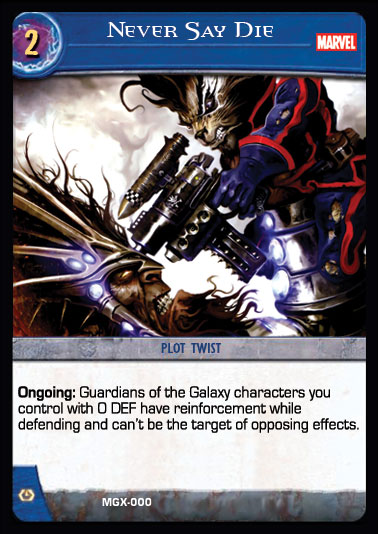 2
Never Say Die
MARVEL
PLOT TWIST
Ongoing: Guardians of the Galaxy characters you
control with 0 DEF have reinforcement while
defending and can't be the target of opposing effects.
MGX-000